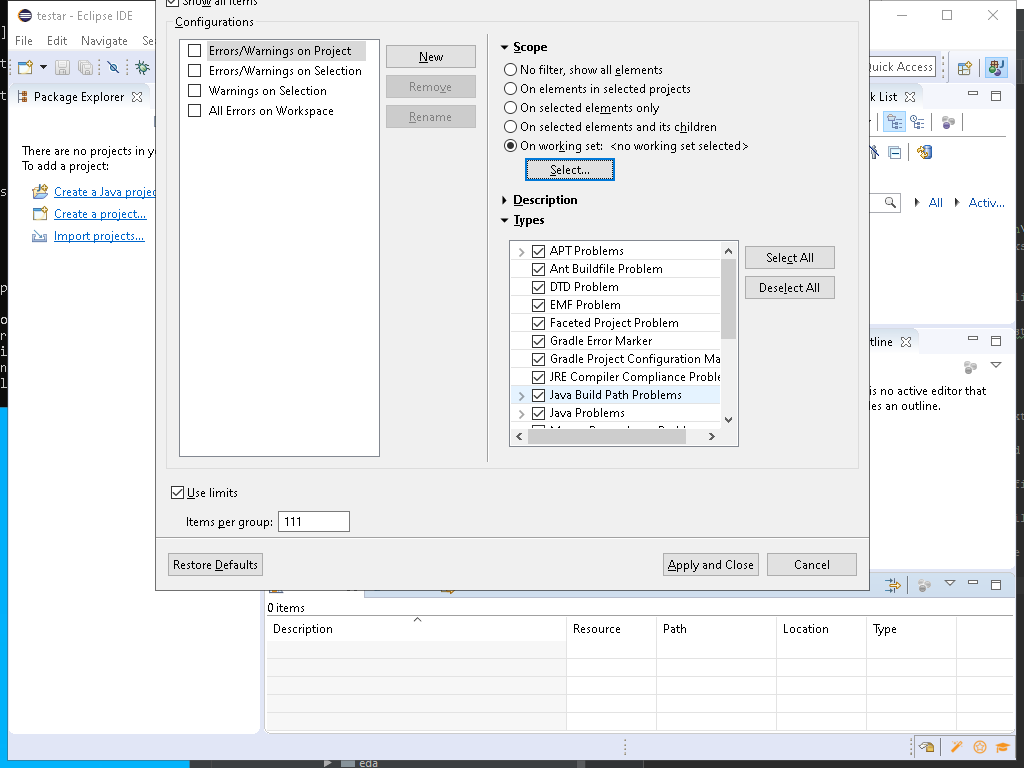 Show all items
testar - Eclipse IDE
Configurations
File Edit Navigate Se
Quick Access
Package Explorer
k List
There are no projects in y
To add a project:
Create a Java projec
Create a project...
Import projects...
Errors/Warnings on Project
Errors/Warnings on Selection
Warnings on Selection
All Errors on Workspace
New
Remove
Rename
Scope
No filter, show all elements
On elements in selected projects
On selected elements only
On selected elements and its children
On working set: <no working set selected>
Select...
Description
Types
APT Problems
Ant Buildfile Problem
DTD Problem
EMF Problem
Faceted Project Problem
Gradle Error Marker
Gradle Project Configuration Ma
JRE Compiler Compliance Proble
Java Build Path Problems
Java Problems
Select All
Deselect All
All Activ...
tline
is no active editor that
des an outline.
Use limits
Items per group: 111
Restore Defaults
Apply and Close
Cancel
0 items
Description Resource Path Location Type
eda